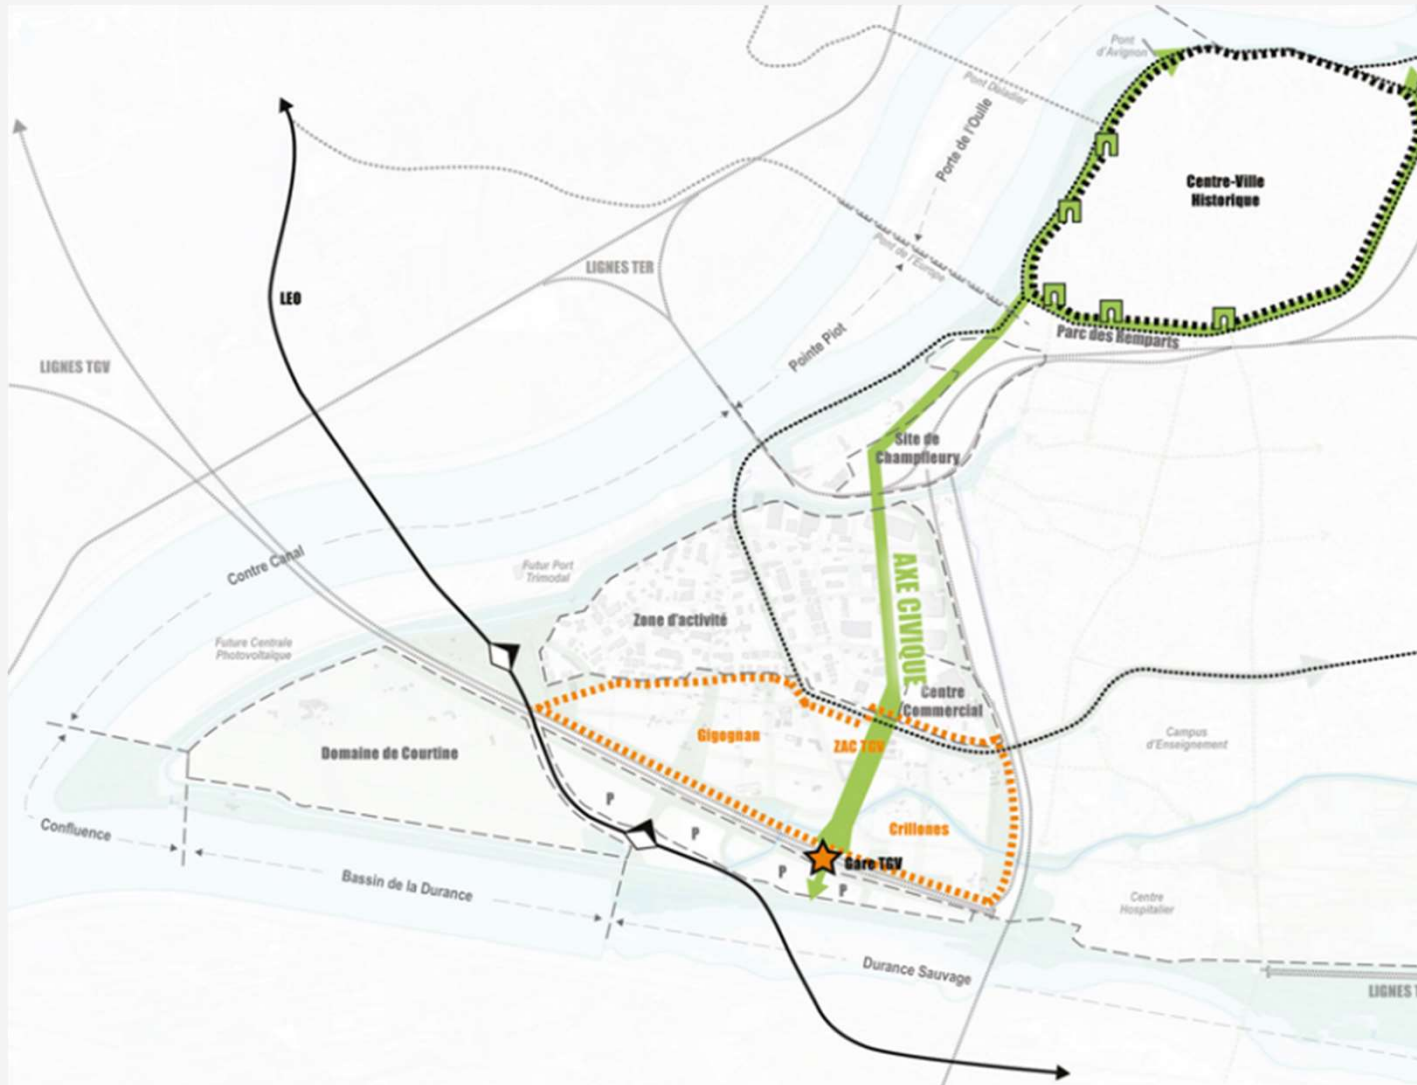 Pont
d'Avignon
Pont Daladier
Porte de l'Oulle
Centre-Ville
Historique
Pont de l'Europe
LIGNES TER
LEO
LIGNES TGV
Pointe Piot
Parc des Remparts
Site de
Champfleury
Contre Canal
Futur Port
Trimodal
AXE CIVIQUE
Zone d'activité
Future Centrale
Photovoltaïque
Centre
Commercial
Gigognan
ZAC TGV
Campus
d'Enseignement
Domaine de Courtine
P
P
Crillones
Confluence
P
Gare TGV
P
Bassin de la Durance
Centre
Hospitalier
Durance Sauvage
LIGNES T